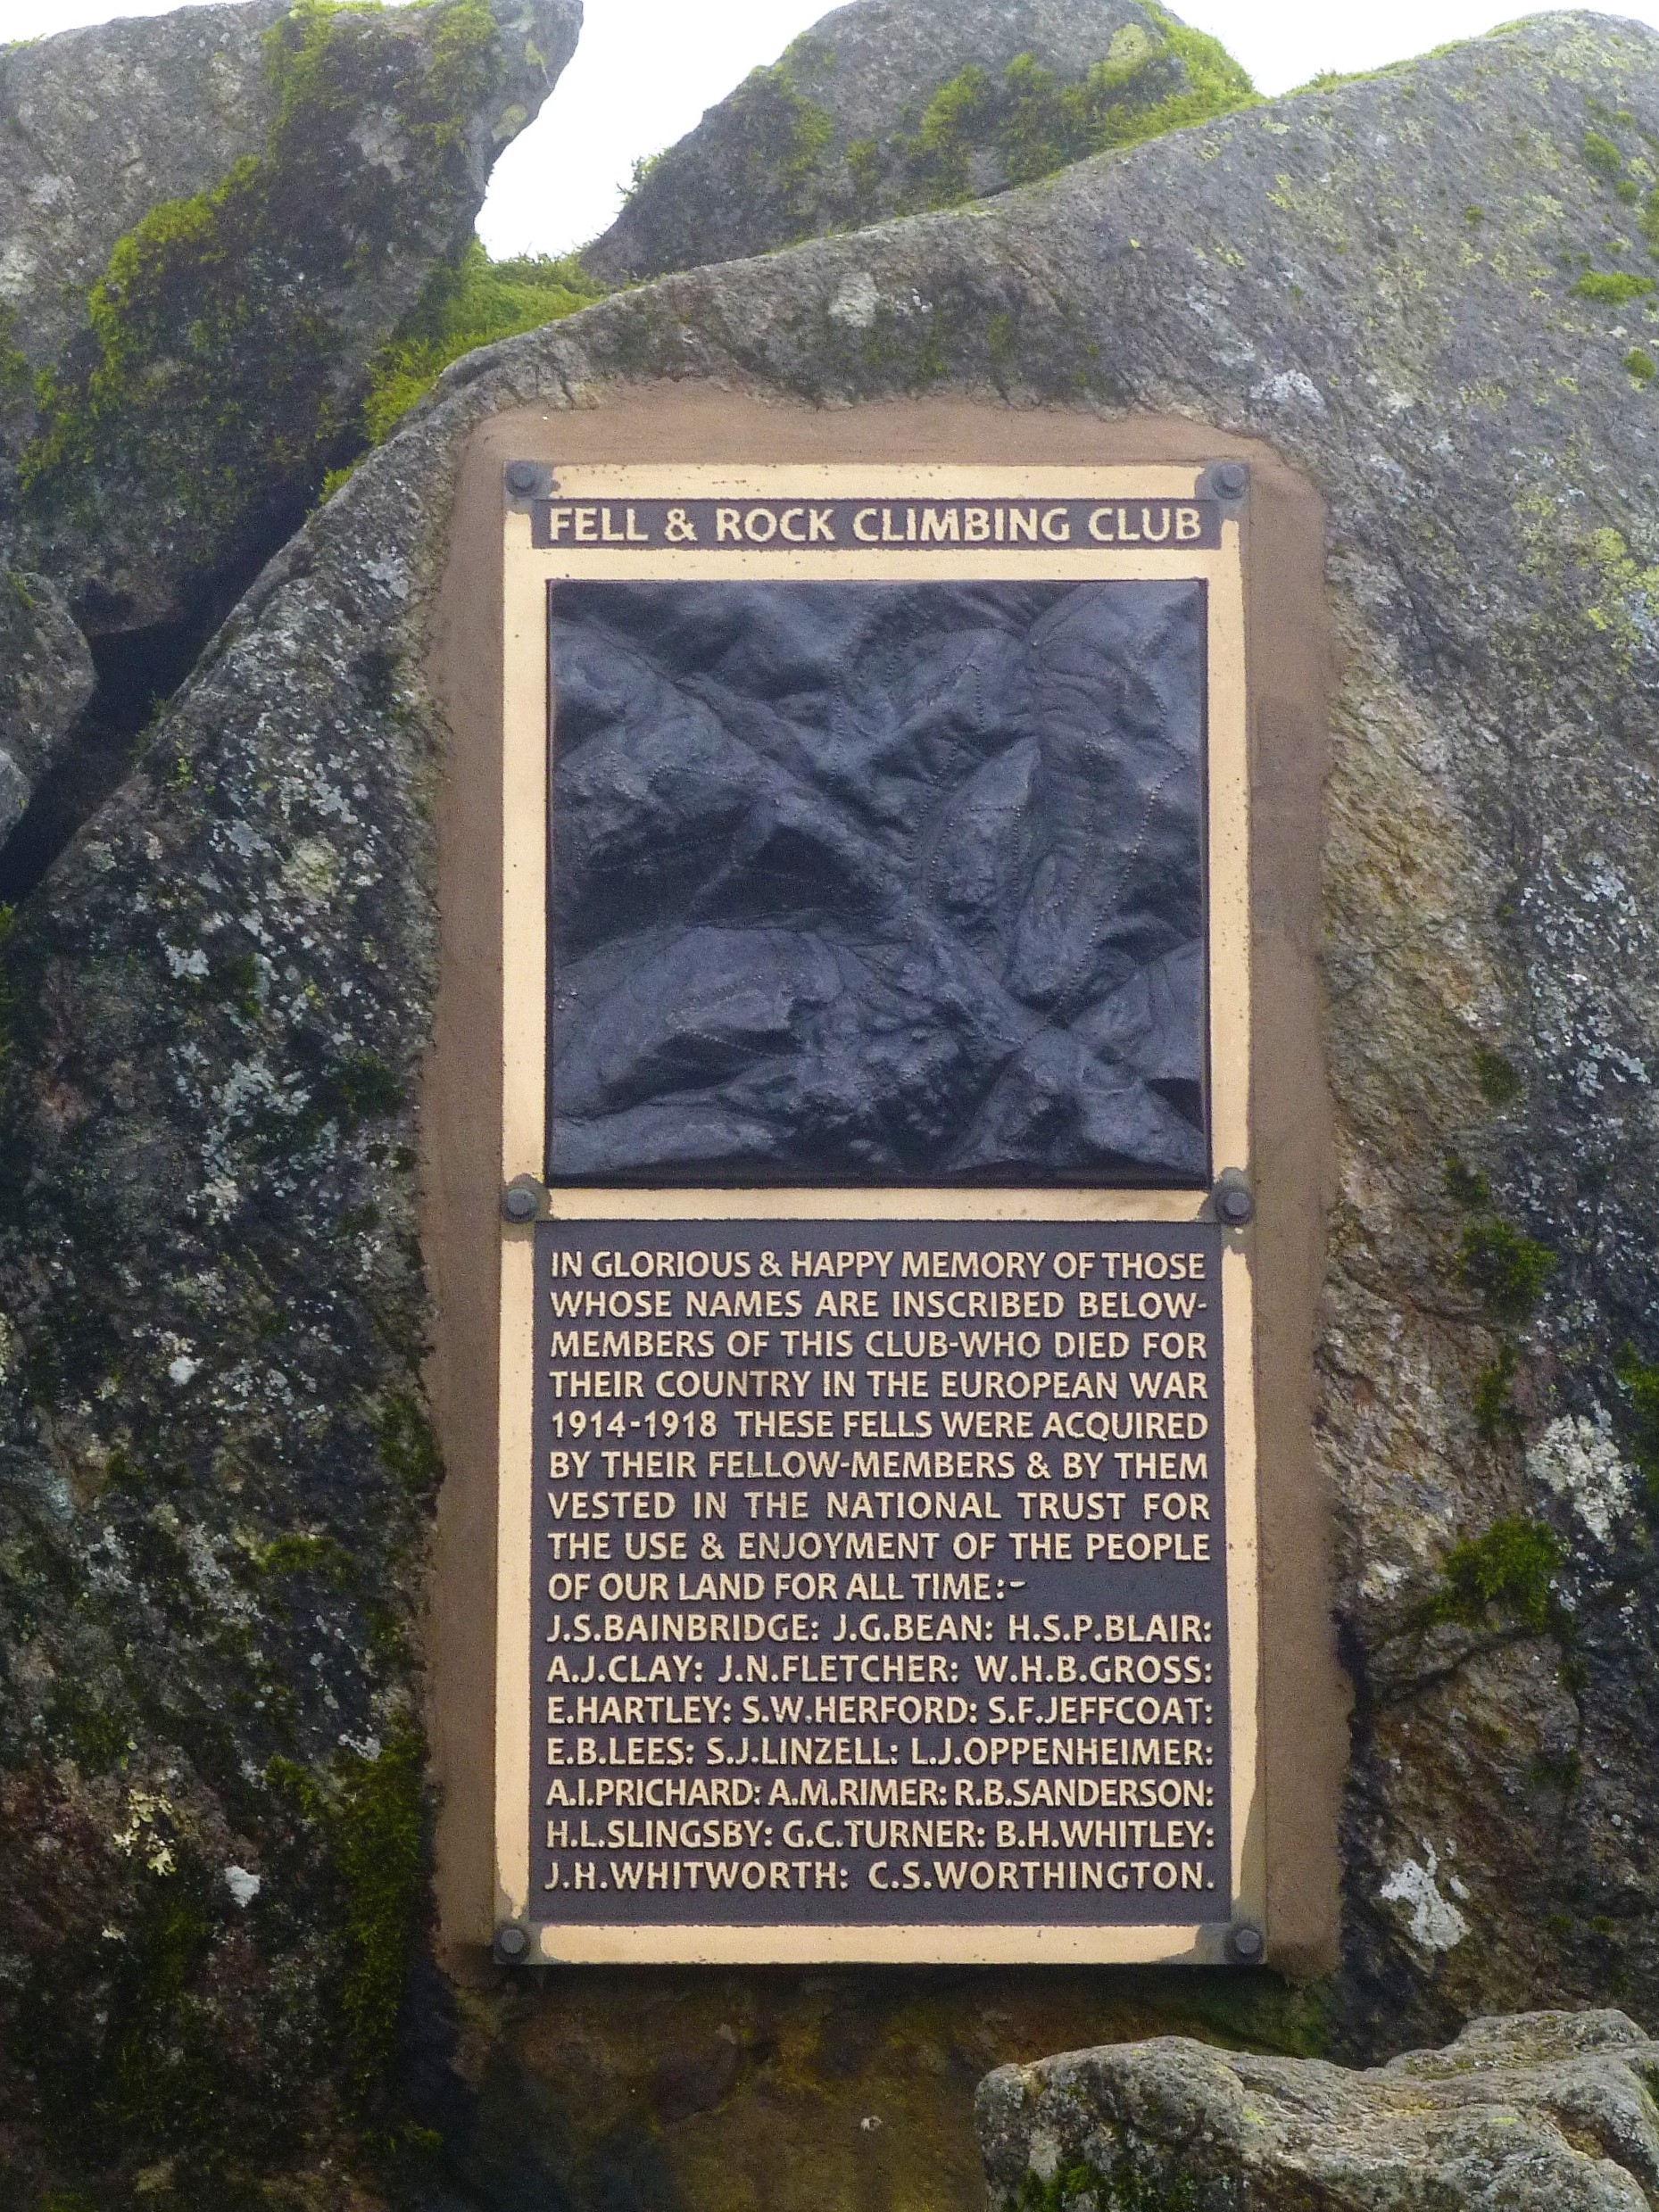 FELL & ROCK CLIMBING CLUB
IN GLORIOUS & HAPPY MEMORY OF THOSE
WHOSE NAMES ARE INSCRIBED BELOW-
MEMBERS OF THIS CLUB-WHO DIED FOR
THEIR COUNTRY IN THE EUROPEAN WAR
1914-1918 THESE FELLS WERE ACQUIRED
BY THEIR FELLOW-MEMBERS & BY THEM
VESTED IN THE NATIONAL TRUST FOR
THE USE & ENJOYMENT OF THE PEOPLE
OF OUR LAND FOR ALL TIME:-
J.S.BAINBRIDGE: J.G.BEAN: H.S.P.BLAIR:
A.J.CLAY: J.N.FLETCHER: W.H.B.GROSS:
E.HARTLEY: S.W.HERFORD: S.F.JEFFCOAT:
E.B.LEES: S.J.LINZELL: L.J.OPPENHEIMER:
A.I.PRICHARD: A.M.RIMER: R.B.SANDERSON:
H.L.SLINGSBY: G.C.TURNER: B.H.WHITLEY:
J.H.WHITWORTH: C.S.WORTHINGTON.